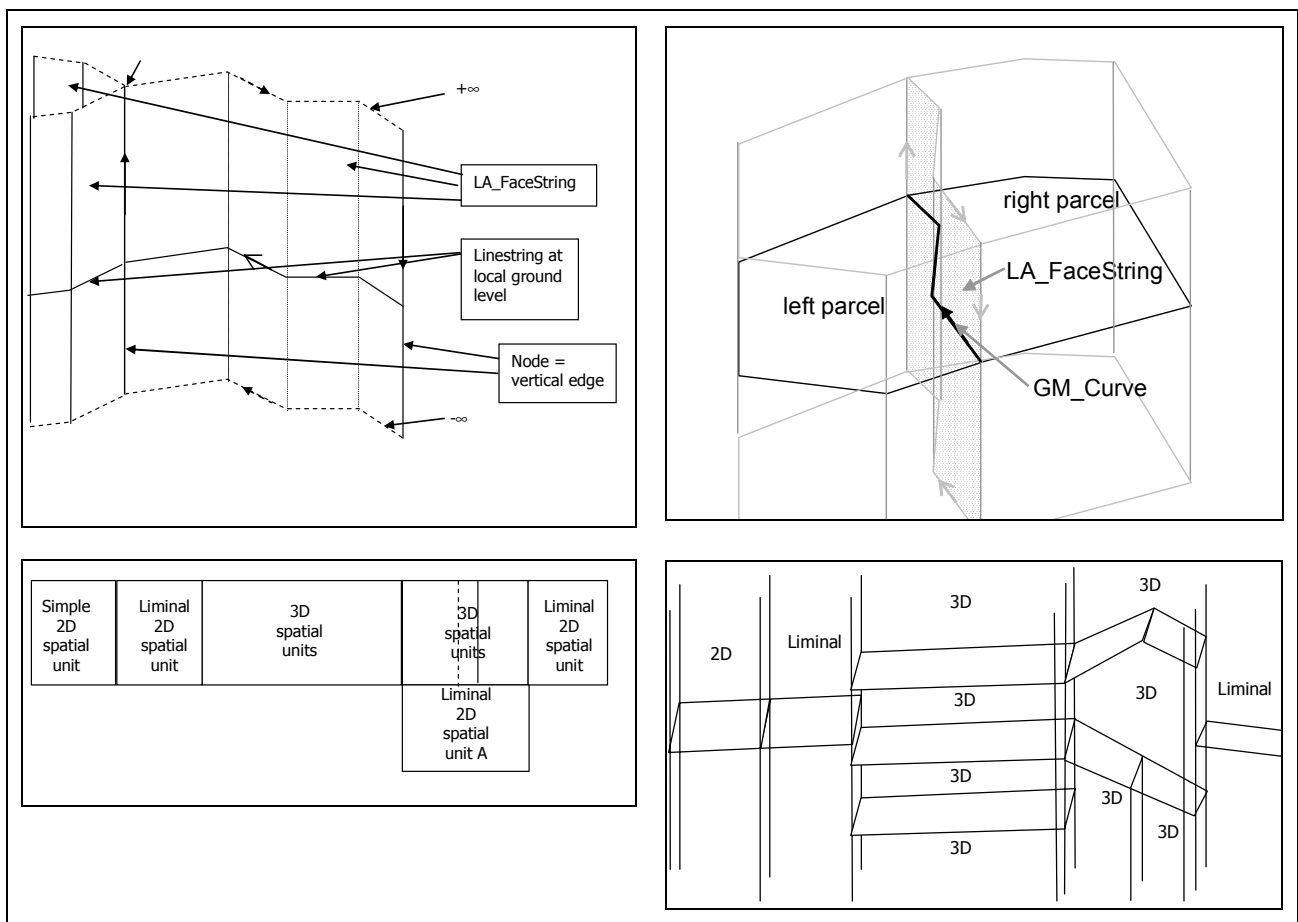 +∞
LA_FaceString
Linestring at
local ground
level
Node =
vertical edge
-∞
right parcel
LA_FaceString
left parcel
GM_Curve
Simple
2D
spatial
unit
Liminal
2D
spatial
unit
3D
spatial
units
3D
spatial
units
Liminal
2D
spatial
unit
Liminal
2D
spatial
unit A
3D
3D
Liminal
2D
3D
3D
Liminal
3D
3D
3D
3D